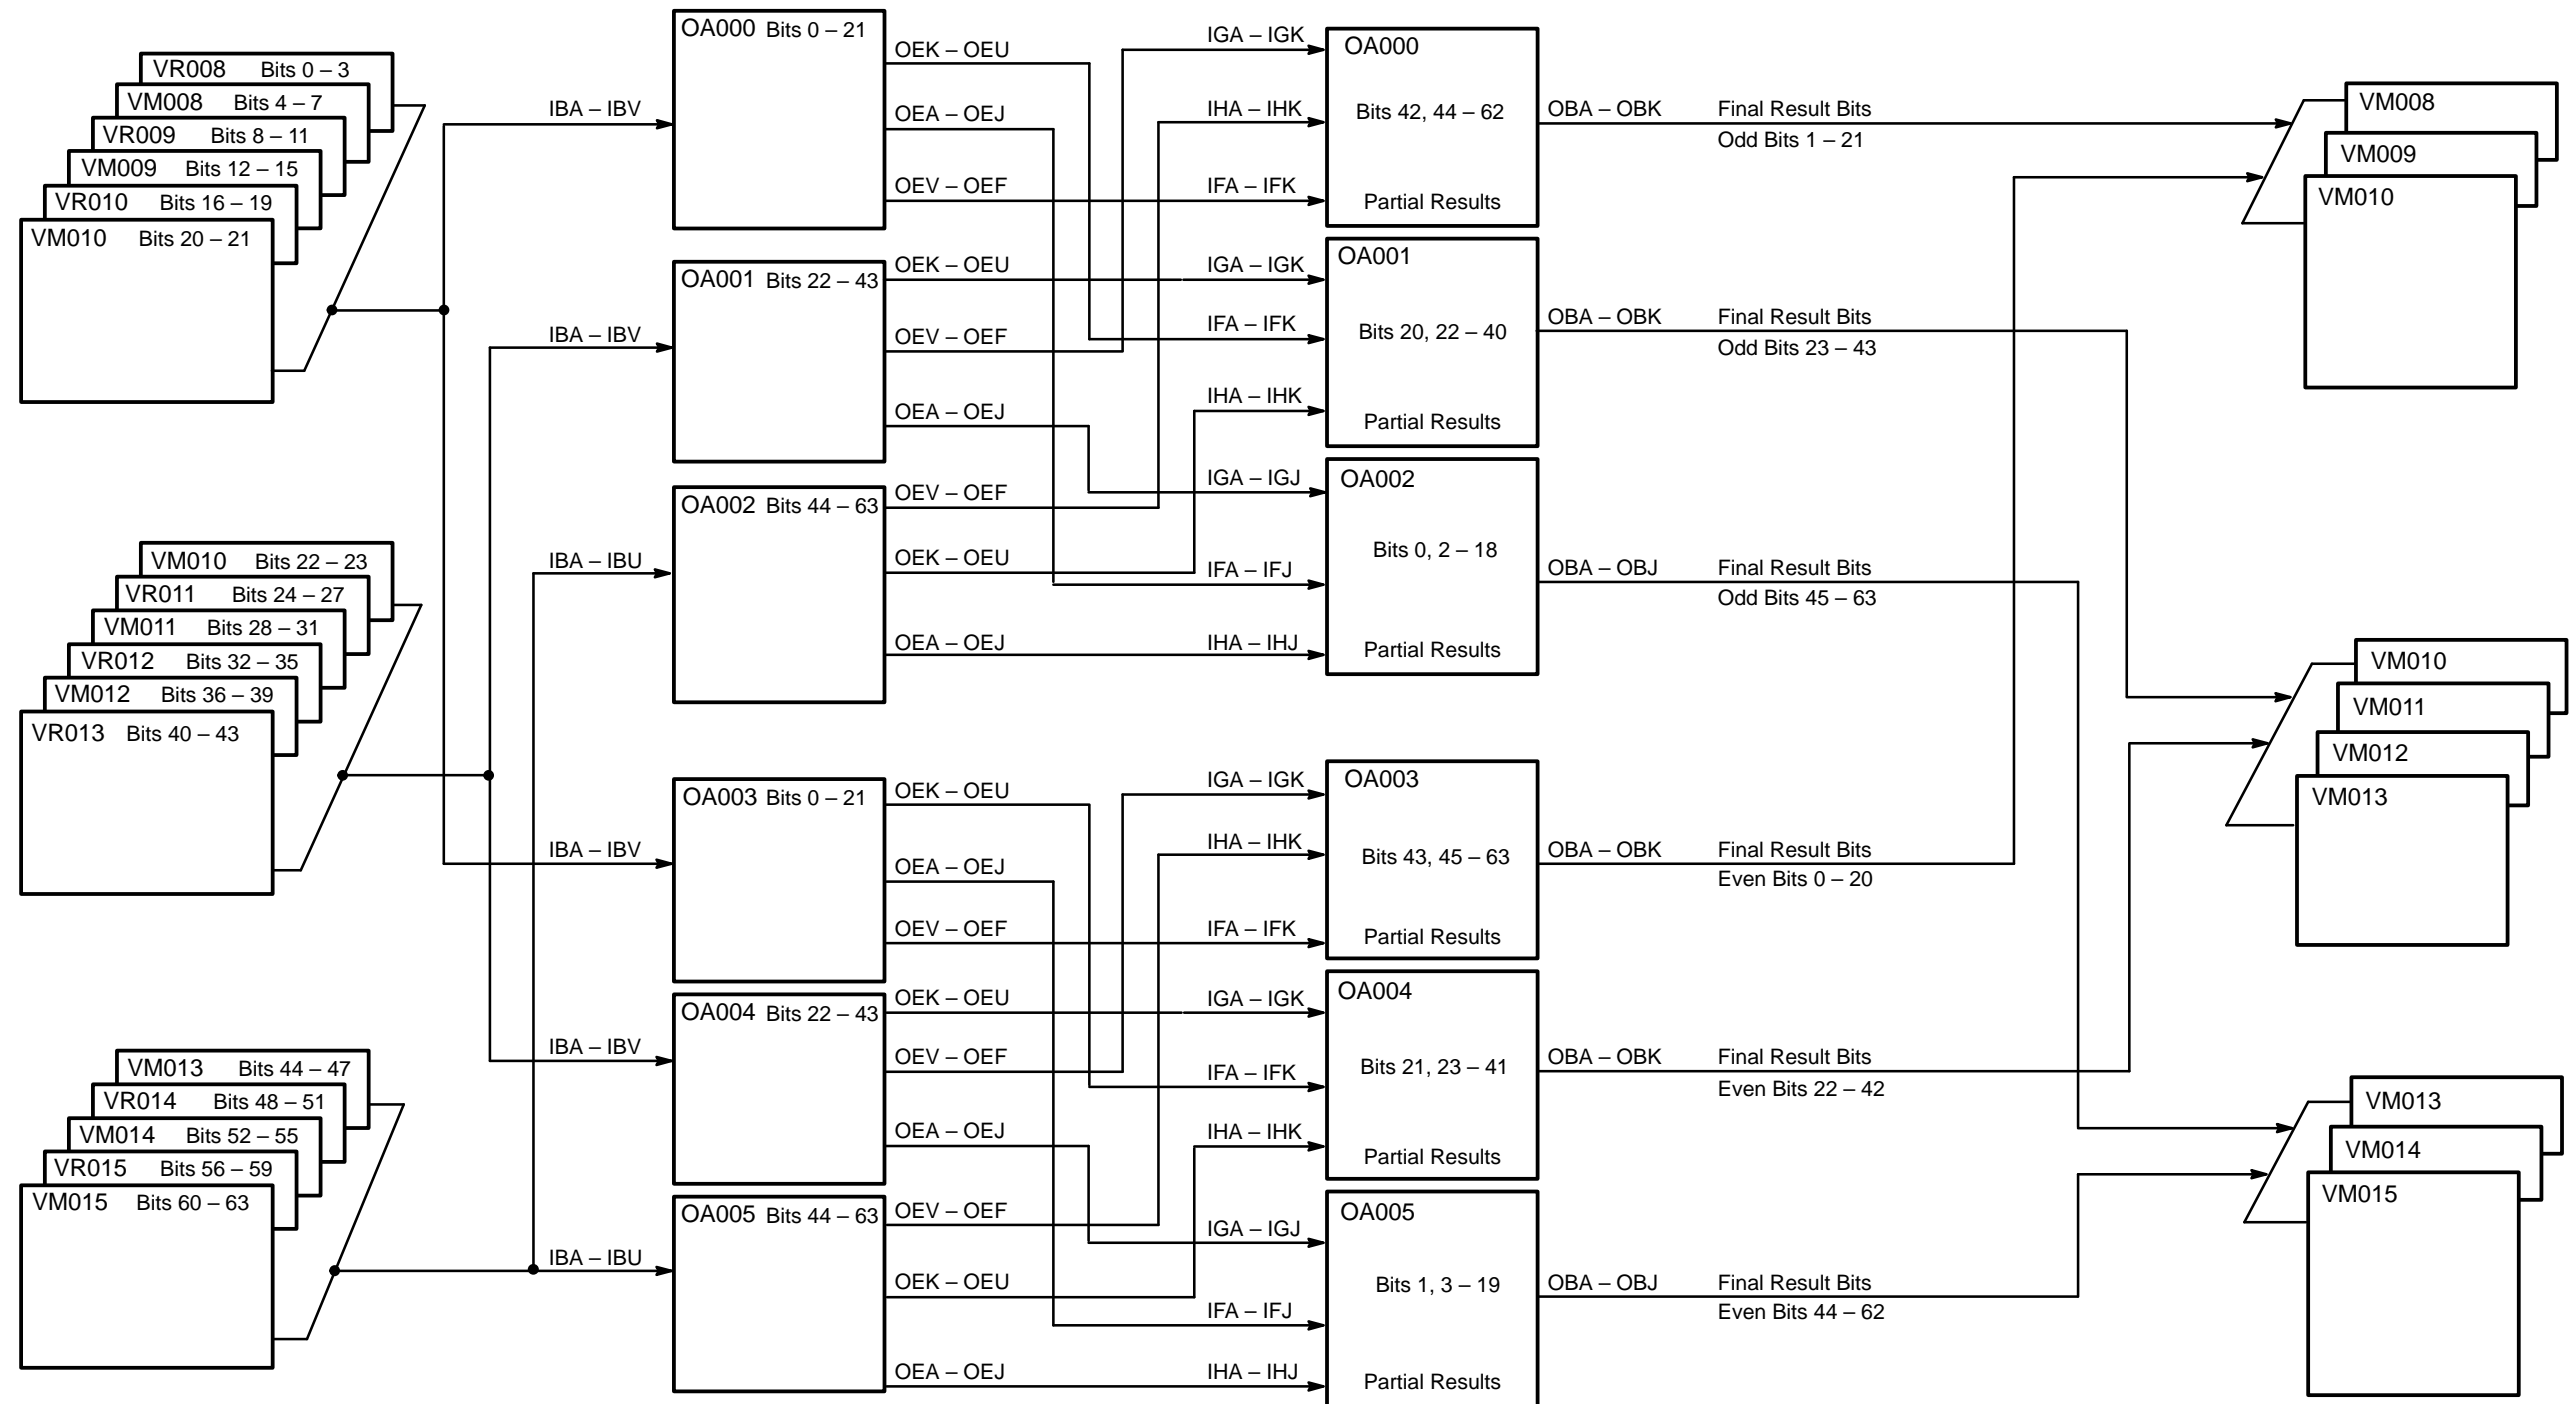 VR008 Bits 0 – 3
VM008 Bits 4 – 7
VR009 Bits 8 – 11
VM009 Bits 12 – 15
VR010 Bits 16 – 19
VM010 Bits 20 – 21
VM010 Bits 22 – 23
VR011 Bits 24 – 27
VM011 Bits 28 – 31
VR012 Bits 32 – 35
VM012 Bits 36 – 39
VR013 Bits 40 – 43
VM013 Bits 44 – 47
VR014 Bits 48 – 51
VM014 Bits 52 – 55
VR015 Bits 56 – 59
VM015 Bits 60 – 63
IBA – IBV
IBA – IBV
IBA – IBU
IBA – IBV
IBA – IBV
IBA – IBU
OA000 Bits 0 – 21
OEK – OEU
OEA – OEJ
OEV – OEF
OA001 Bits 22 – 43
OEK – OEU
OEV – OEF
OEA – OEJ
OA002 Bits 44 – 63
OEV – OEF
OEK – OEU
OEA – OEJ
OA003 Bits 0 – 21
OEK – OEU
OEA – OEJ
OEV – OEF
OA004 Bits 22 – 43
OEK – OEU
OEV – OEF
OEA – OEJ
OA005 Bits 44 – 63
OEV – OEF
OEK – OEU
OEA – OEJ
IGA – IGK
IHA – IHK
IFA – IFK
OA000
Bits 42, 44 – 62
Partial Results
IGA – IGK
IFA – IFK
IHA – IHK
OA001
Bits 20, 22 – 40
Partial Results
IGA – IGJ
IFA – IFJ
IHA – IHJ
OA002
Bits 0, 2 – 18
Partial Results
IGA – IGK
IHA – IHK
IFA – IFK
OA003
Bits 43, 45 – 63
Partial Results
IGA – IGK
IFA – IFK
IHA – IHK
OA004
Bits 21, 23 – 41
Partial Results
IGA – IGJ
IFA – IFJ
IHA – IHJ
OA005
Bits 1, 3 – 19
Partial Results
OBA – OBK Final Result Bits
Odd Bits 1 – 21
OBA – OBK Final Result Bits
Odd Bits 23 – 43
OBA – OBJ Final Result Bits
Odd Bits 45 – 63
OBA – OBK Final Result Bits
Even Bits 0 – 20
OBA – OBK Final Result Bits
Even Bits 22 – 42
OBA – OBJ Final Result Bits
Even Bits 44 – 62
VM008
VM009
VM010
VM010
VM011
VM012
VM013
VM013
VM014
VM015